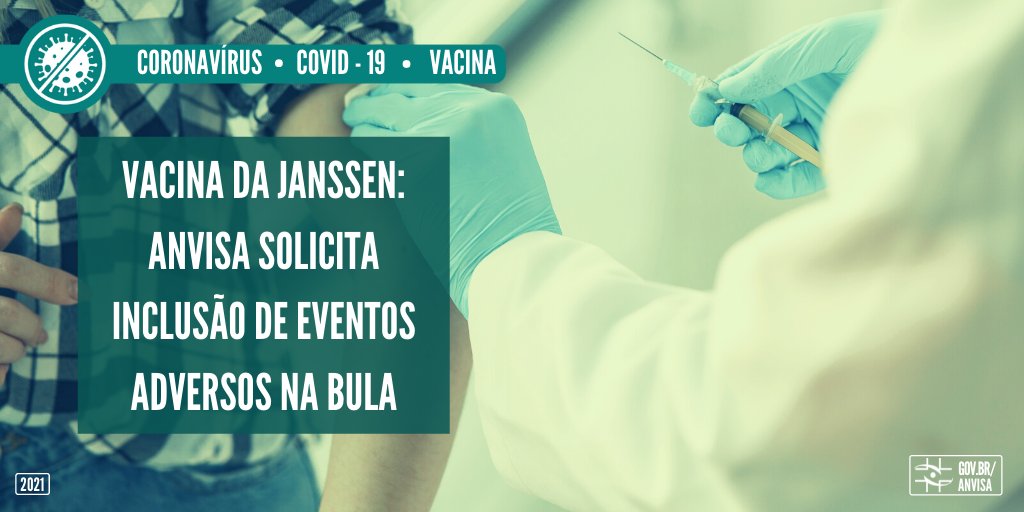 CORONAVÍRUS • COVID - 19 • VACINA
VACINA DA JANSSEN:
ANVISA SOLICITA
INCLUSÃO DE EVENTOS
ADVERSOS NA BULA
2021
GOV.BR/
ANVISA